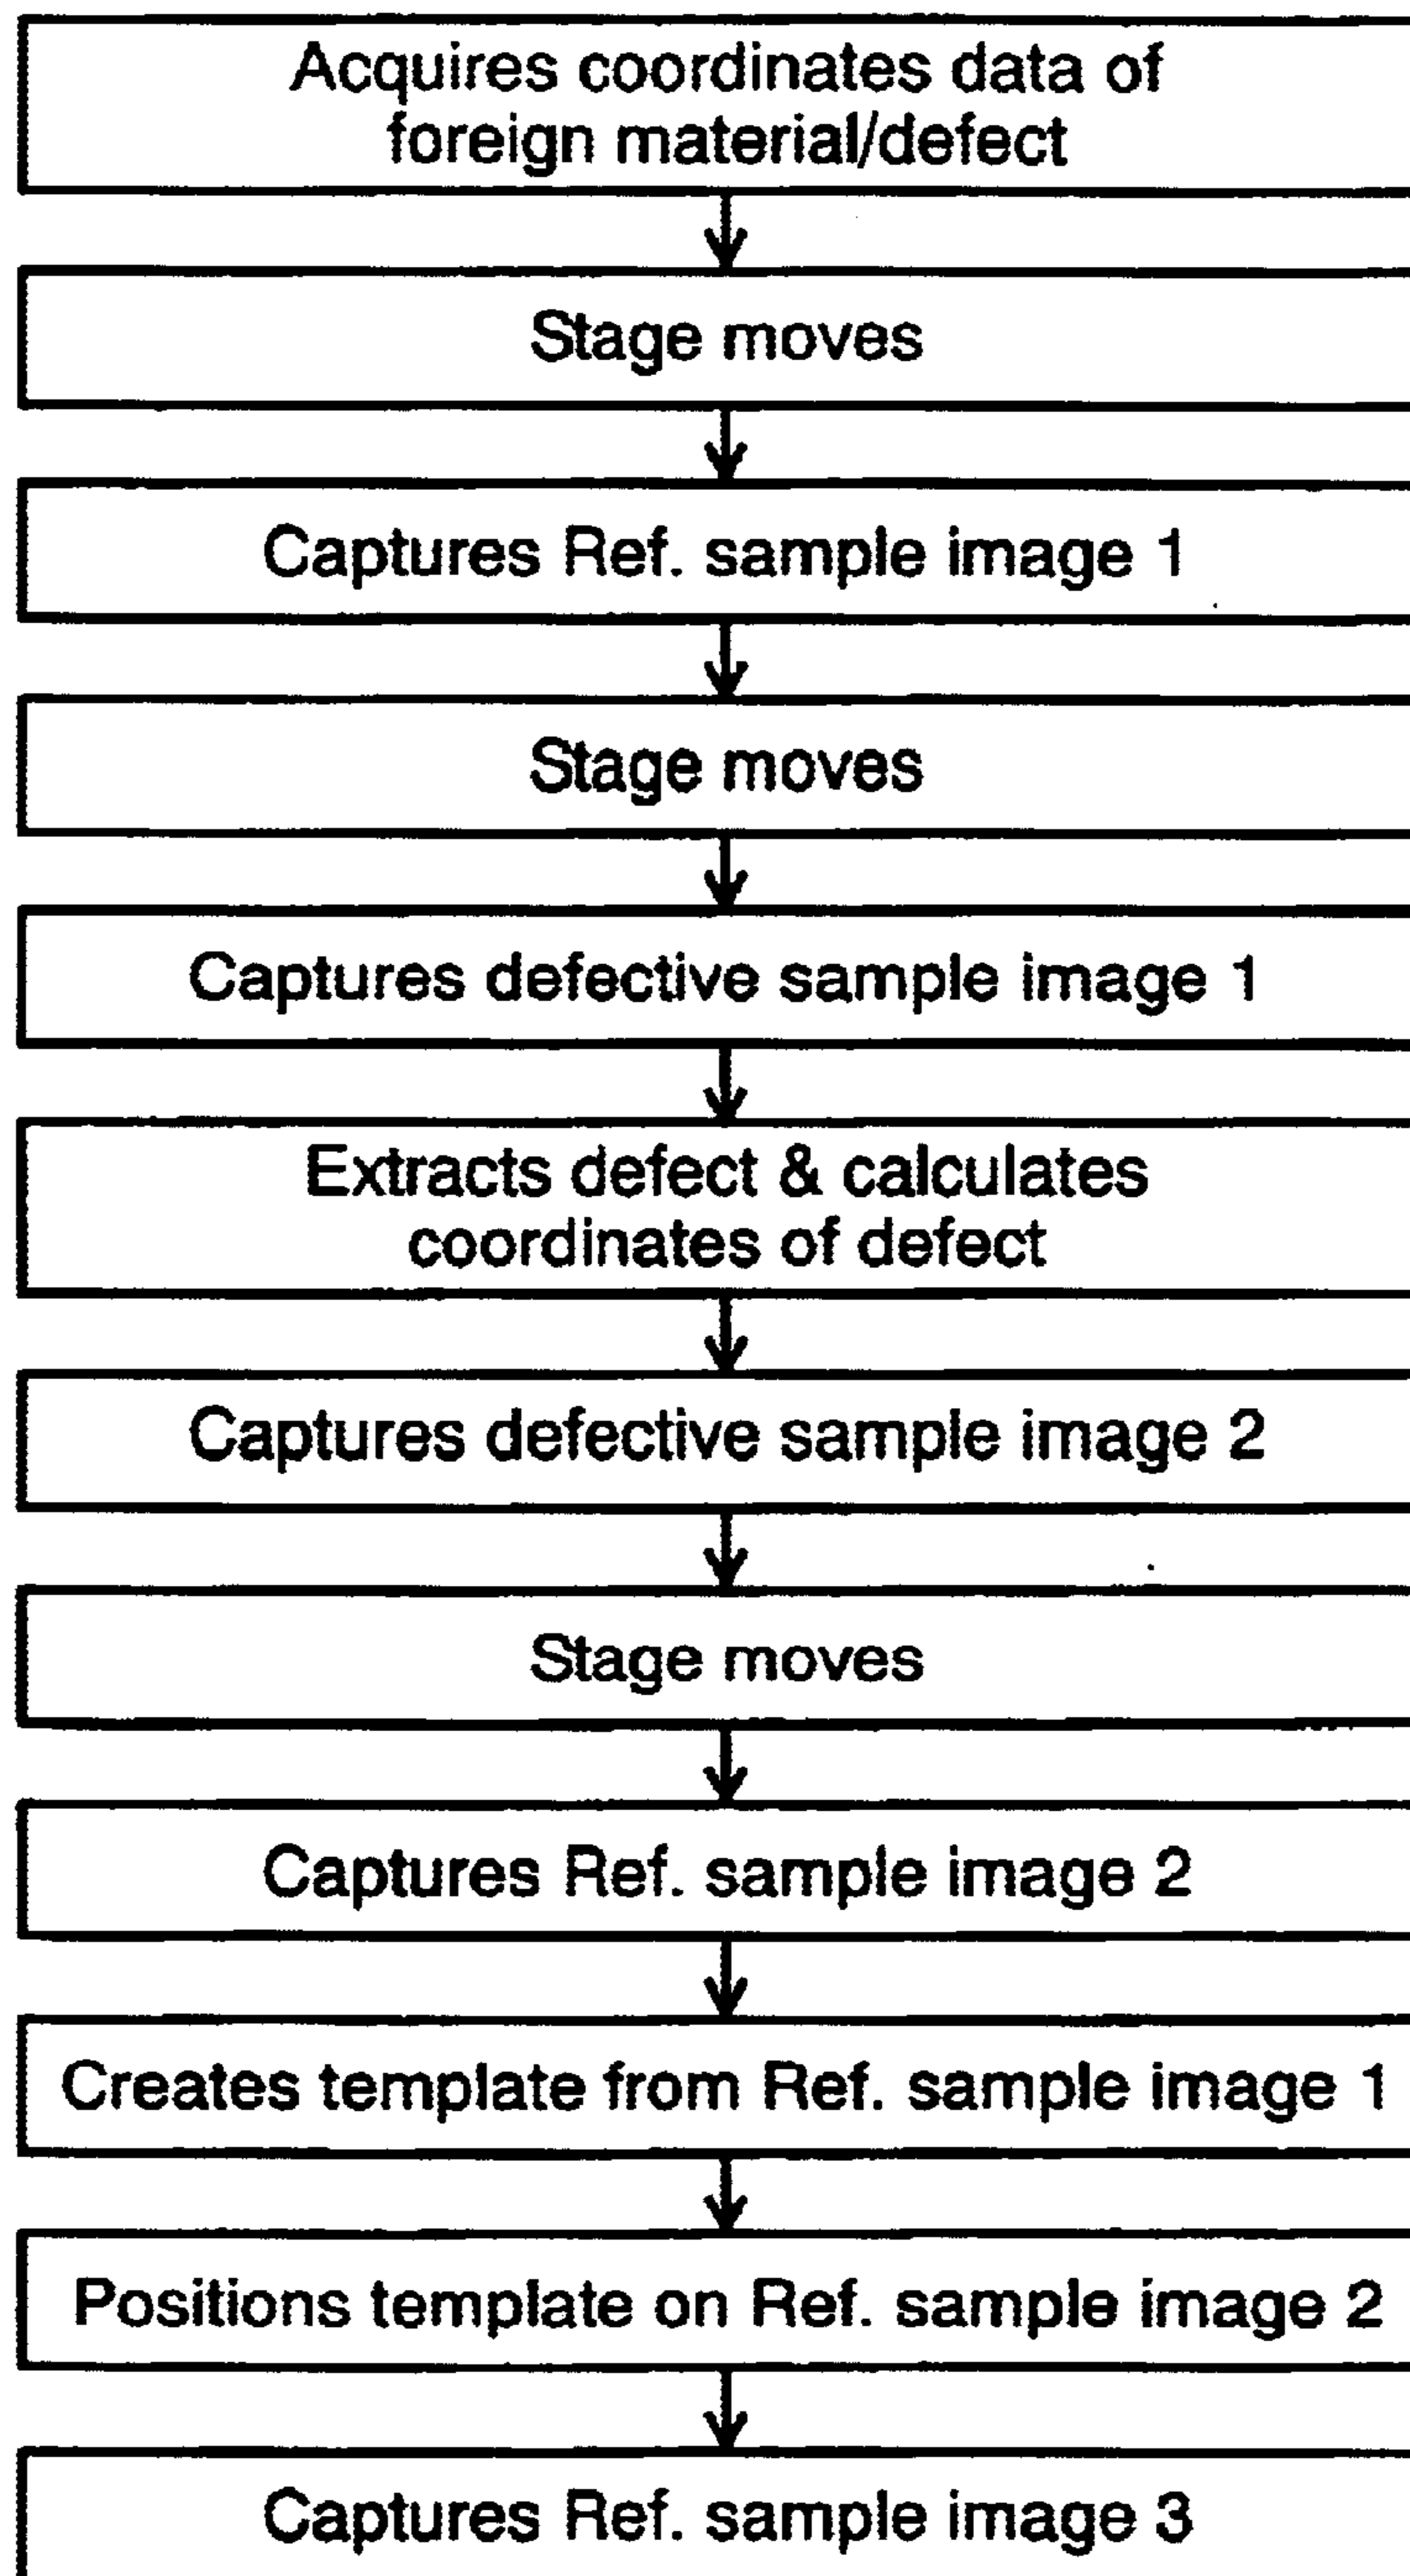 Acquires coordinates data of
foreign material/defect
Stage moves
Captures Ref. sample image 1
Stage moves
Captures defective sample image 1
Extracts defect & calculates
coordinates of defect
Captures defective sample image 2
Stage moves
Captures Ref. sample image 2
Creates template from Ref. sample image 1
Positions template on Ref. sample image 2
Captures Ref. sample image 3